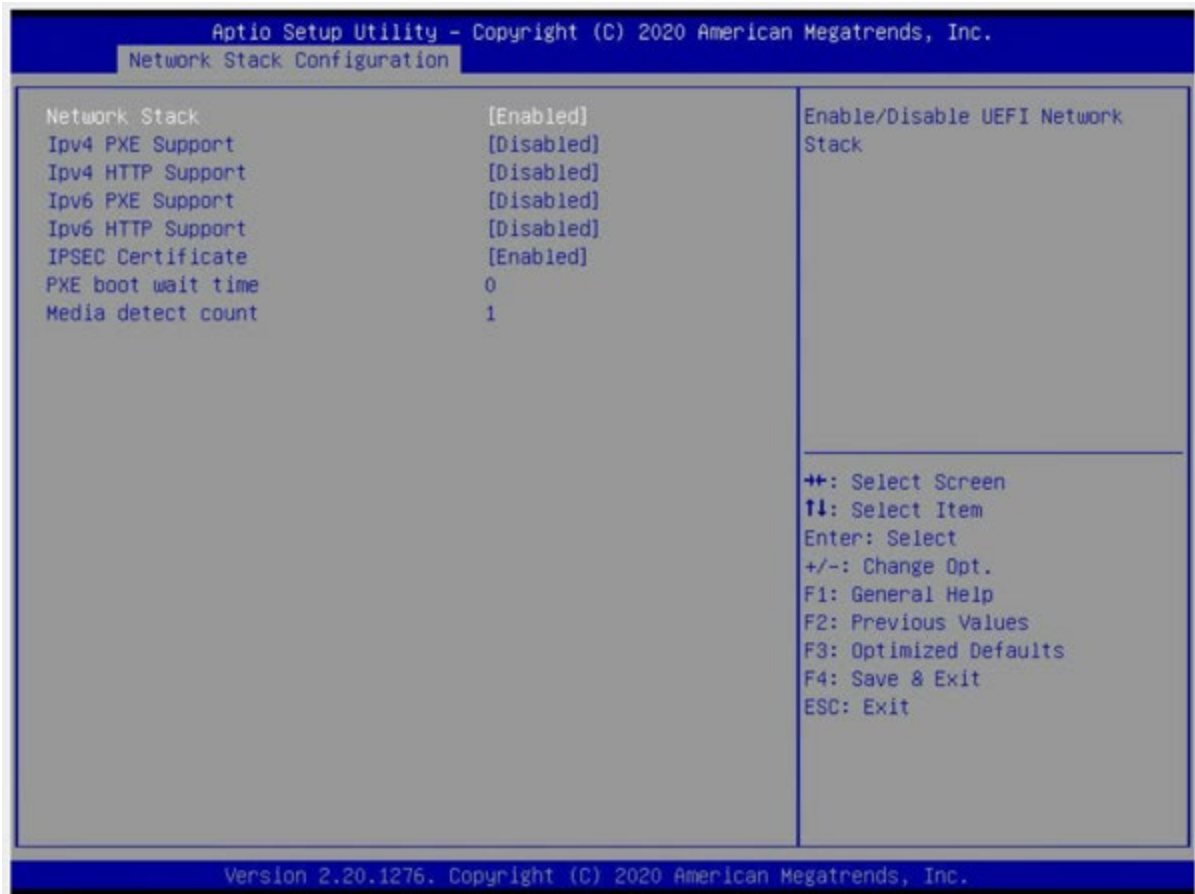 Aptio Setup Utility – Copyright (C) 2020 American Megatrends, Inc.
Network Stack Configuration
Network Stack [Enabled]
Ipv4 PXE Support [Disabled]
Ipv4 HTTP Support [Disabled]
Ipv6 PXE Support [Disabled]
Ipv6 HTTP Support [Disabled]
IPSEC Certificate [Enabled]
PXE boot wait time 0
Media detect count 1
Enable/Disable UEFI Network
Stack
→←: Select Screen
↑↓: Select Item
Enter: Select
+/-: Change Opt.
F1: General Help
F2: Previous Values
F3: Optimized Defaults
F4: Save & Exit
ESC: Exit
Version 2.20.1276. Copyright (C) 2020 American Megatrends, Inc.